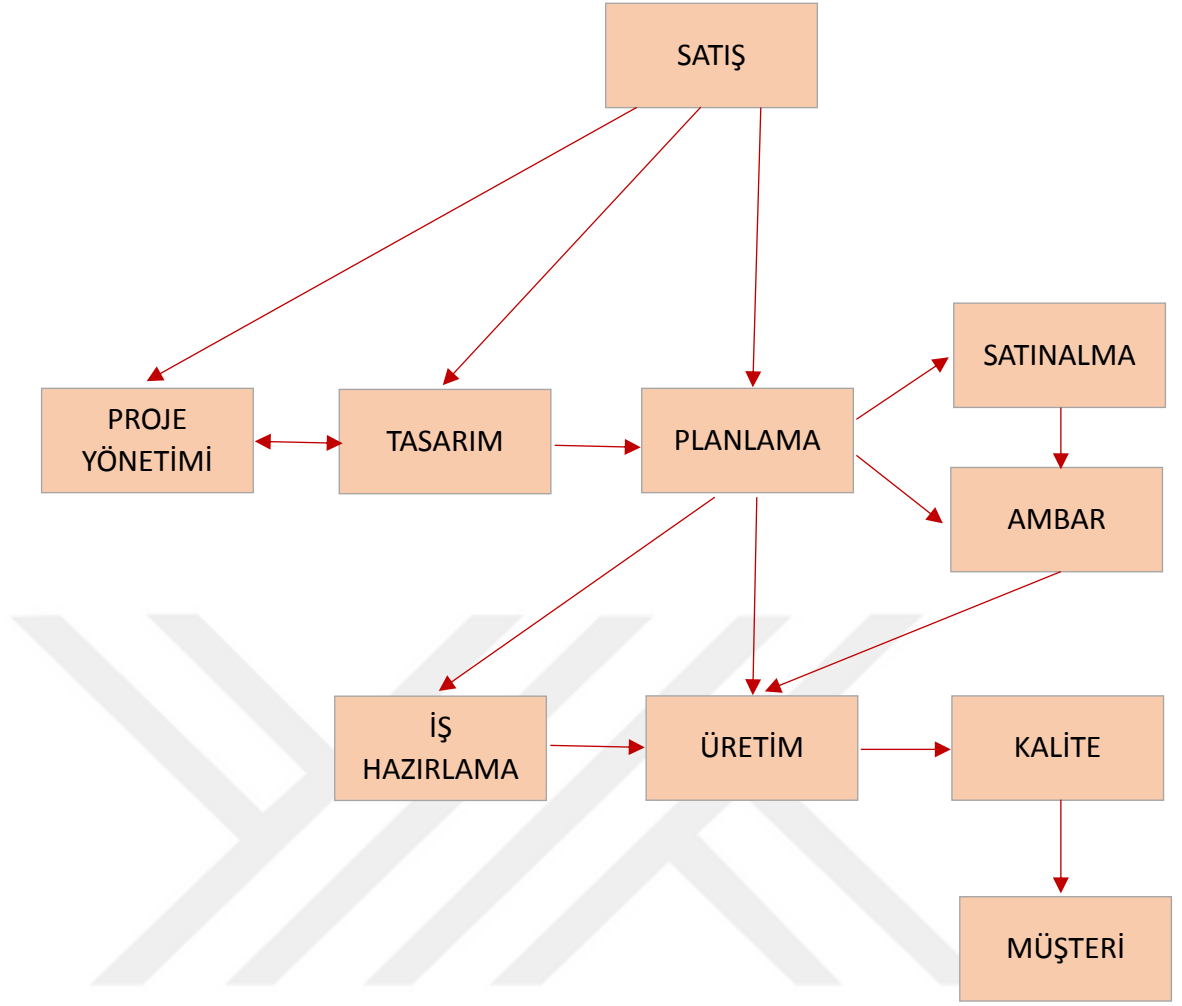 SATIŞ
SATINALMA
PROJE
YÖNETİMİ
TASARIM
PLANLAMA
AMBAR
İŞ
HAZIRLAMA
ÜRETİM
KALİTE
MÜŞTERİ